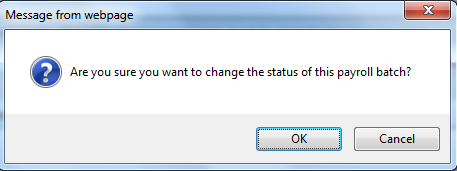 Message from webpage
Are you sure you want to change the status of this payroll batch?
OK
Cancel